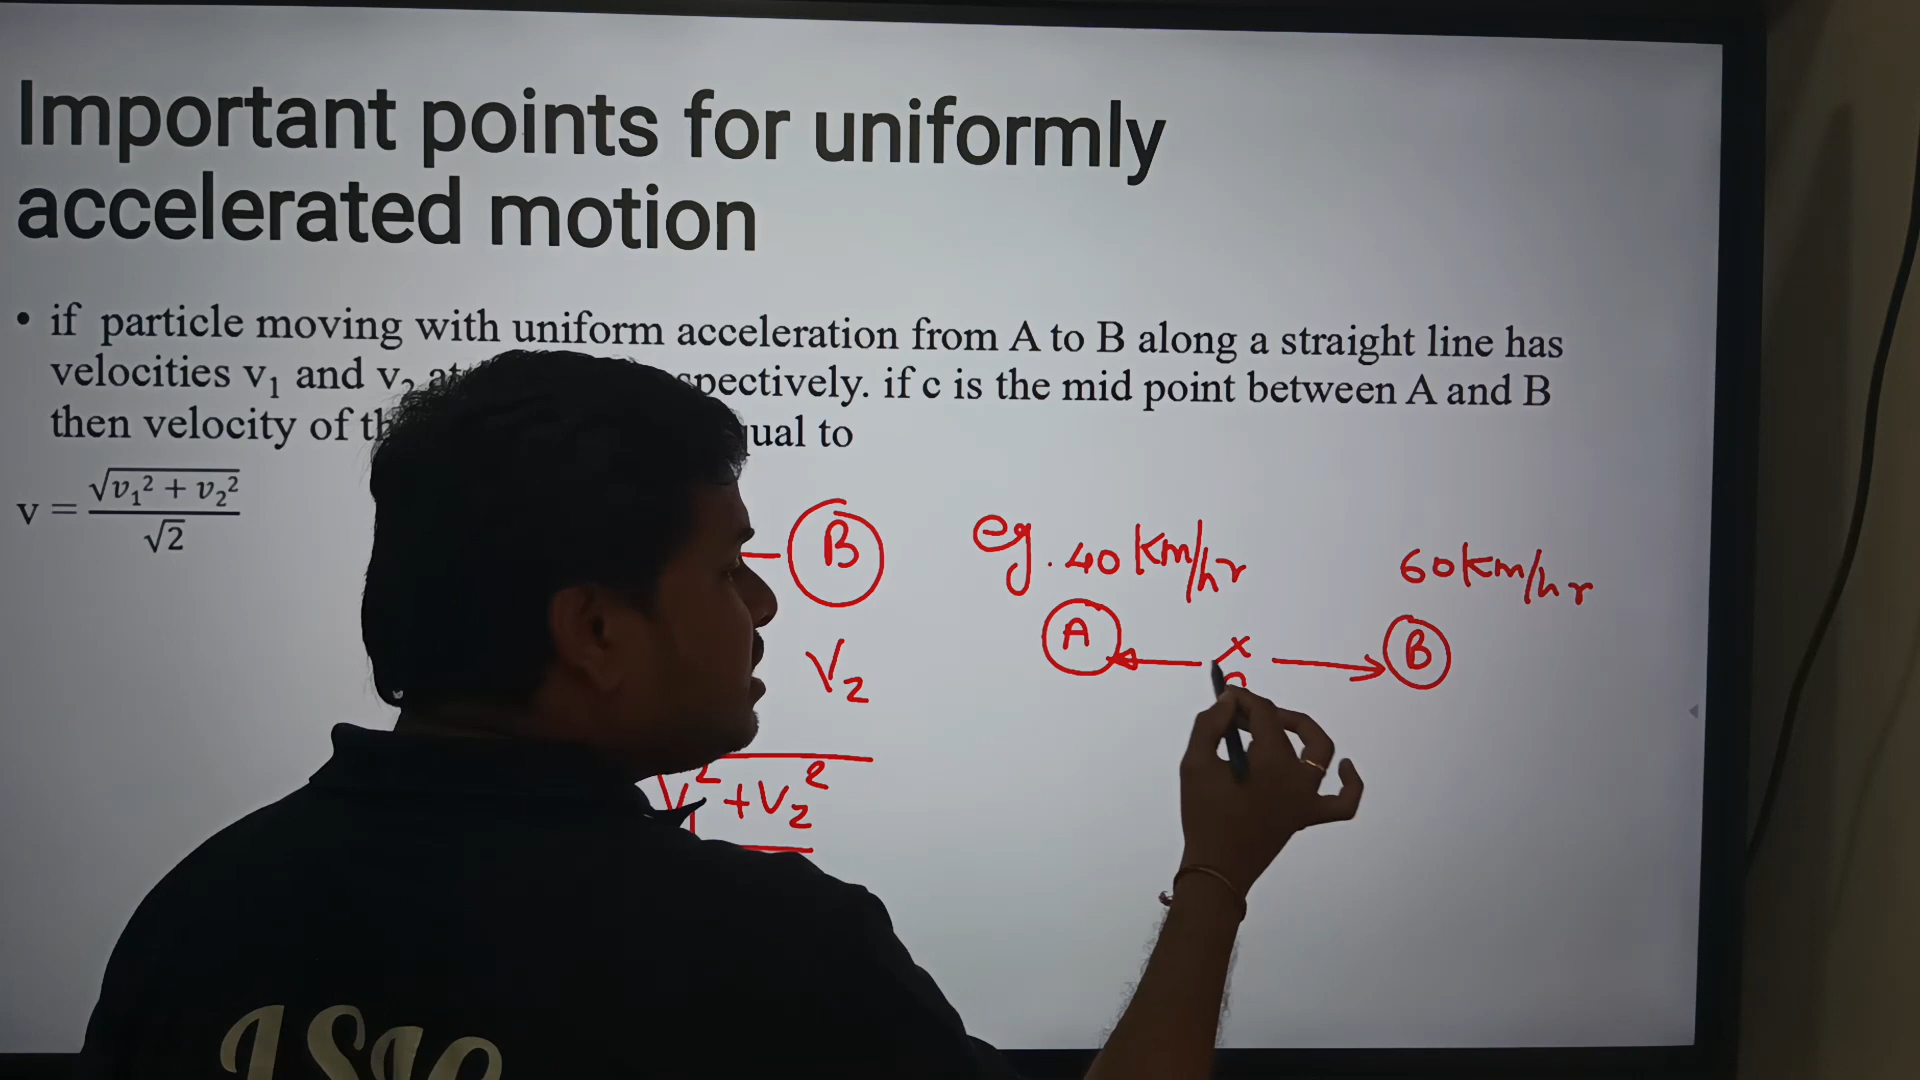 Important points for uniformly
accelerated motion
• if particle moving with uniform acceleration from A to B along a straight line has
velocities v₁ and v₂ at spectively. if c is the mid point between A and B
then velocity of th qual to
v = √v₁² + v₂² / √2
B
eg. 40 km/hr
60 km/hr
A
x
B
V₂
V₁² + V₂²